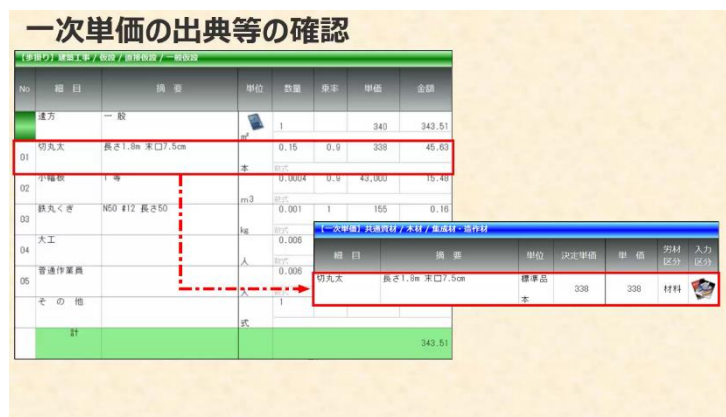 一次単価の出典等の確認
【歩掛り】建築工事 / 仮設 / 直接仮設 / 一般仮設
No 細 目 摘 要 単位 数量 乗率 単価 金額
遣方 一 般 ㎡ 1 340 343.51
01 切丸太 長さ1.8m 末口7.5cm 本 0.15 0.9 338 45.63
02 小幅板 1 等 m3 0.0004 0.9 43,000 15.48
03 鉄丸くぎ N50 #12 長さ50 kg 0.001 1 155 0.16
04 大工 人 0.006
05 普通作業員 人 0.006
そ の 他 式 1
計 343.51
【一次単価】共通資材 / 木材 / 集成材・造作材
細 目 摘 要 単位 決定単価 単 価 労材区分 入力区分
切丸太 長さ1.8m 末口7.5cm 標準品 本 338 338 材料